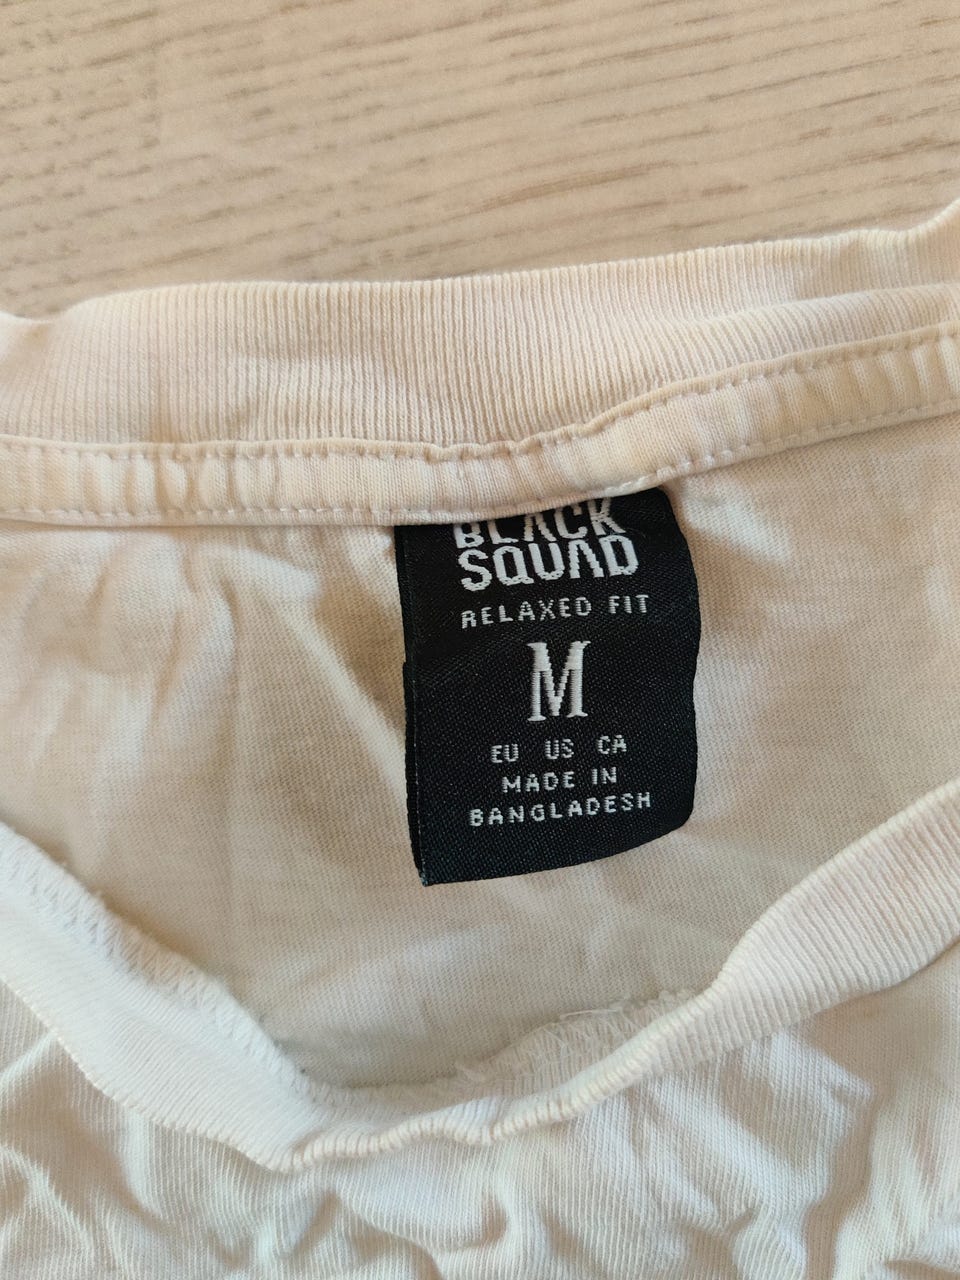 BLACK
SQUAD
RELAXED FIT
M
EU US CA
MADE IN
BANGLADESH